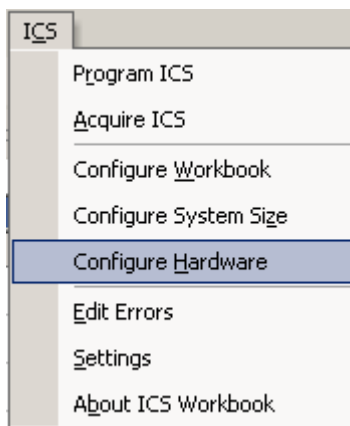 ICS
Program ICS
Acquire ICS
Configure Workbook
Configure System Size
Configure Hardware
Edit Errors
Settings
About ICS Workbook